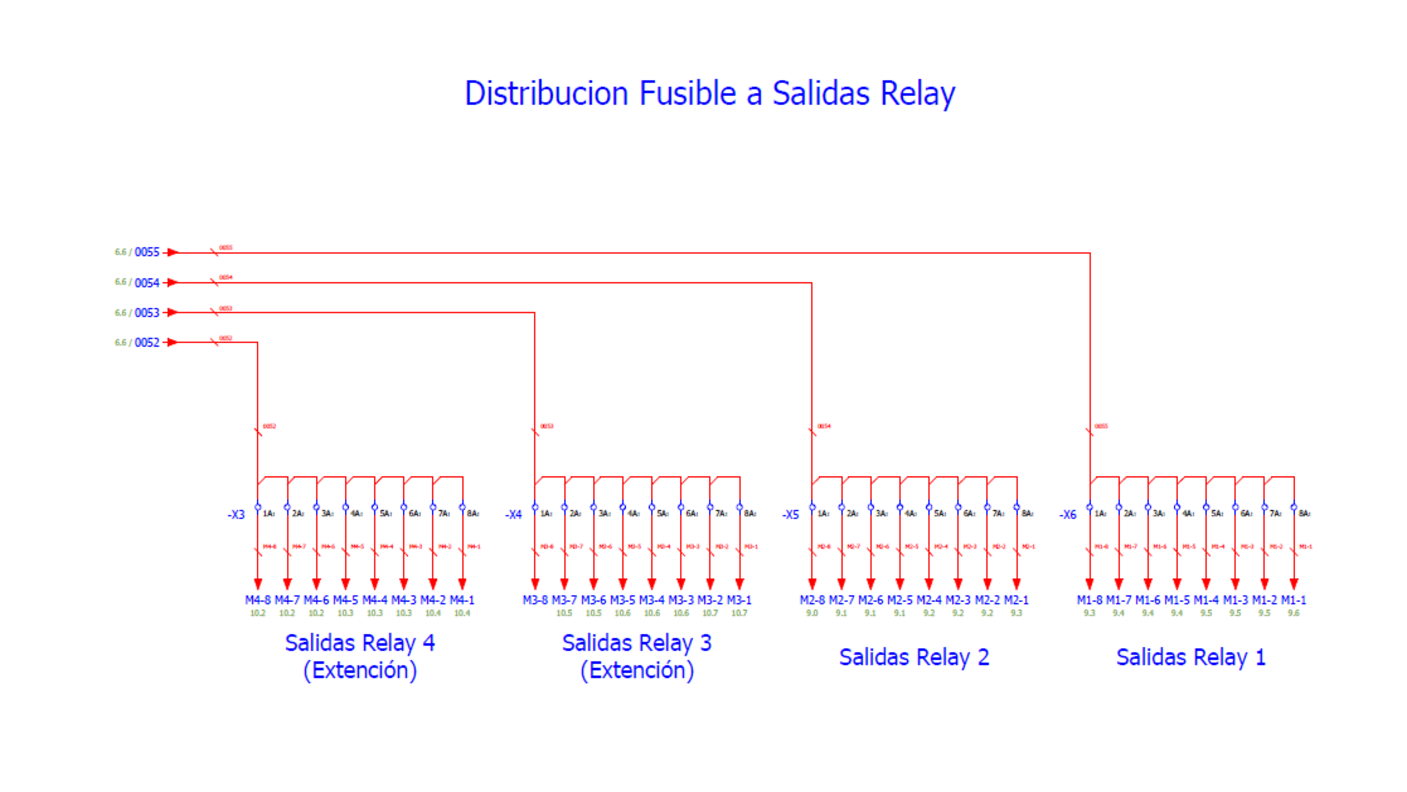 Distribucion Fusible a Salidas Relay
6.6 / 0055 0055
6.6 / 0054 0054
6.6 / 0053 0053
6.6 / 0052 0052
0052 0053 0054 0055
-X3 1A: 2A: 3A: 4A: 5A: 6A: 7A: 8A: -X4 1A: 2A: 3A: 4A: 5A: 6A: 7A: 8A: -X5 1A: 2A: 3A: 4A: 5A: 6A: 7A: 8A: -X6 1A: 2A: 3A: 4A: 5A: 6A: 7A: 8A:
M4-8 M4-7 M4-6 M4-5 M4-4 M4-3 M4-2 M4-1 M3-8 M3-7 M3-6 M3-5 M2-4 M3-3 M3-2 M3-1 M2-8 M2-7 M2-6 M2-5 M2-4 M2-3 M2-2 M2-1 M1-8 M1-7 M1-6 M1-5 M1-4 M1-3 M1-2 M1-1
M4-8 M4-7 M4-6 M4-5 M4-4 M4-3 M4-2 M4-1 M3-8 M3-7 M3-6 M3-5 M3-4 M3-3 M3-2 M3-1 M2-8 M2-7 M2-6 M2-5 M2-4 M2-3 M2-2 M2-1 M1-8 M1-7 M1-6 M1-5 M1-4 M1-3 M1-2 M1-1
10.2 10.2 10.2 10.3 10.3 10.3 10.4 10.4 10.5 10.5 10.6 10.6 10.6 10.7 10.7 9.0 9.1 9.1 9.1 9.2 9.2 9.2 9.3 9.3 9.4 9.4 9.4 9.5 9.5 9.5 9.6
Salidas Relay 4
(Extención)
Salidas Relay 3
(Extención)
Salidas Relay 2
Salidas Relay 1